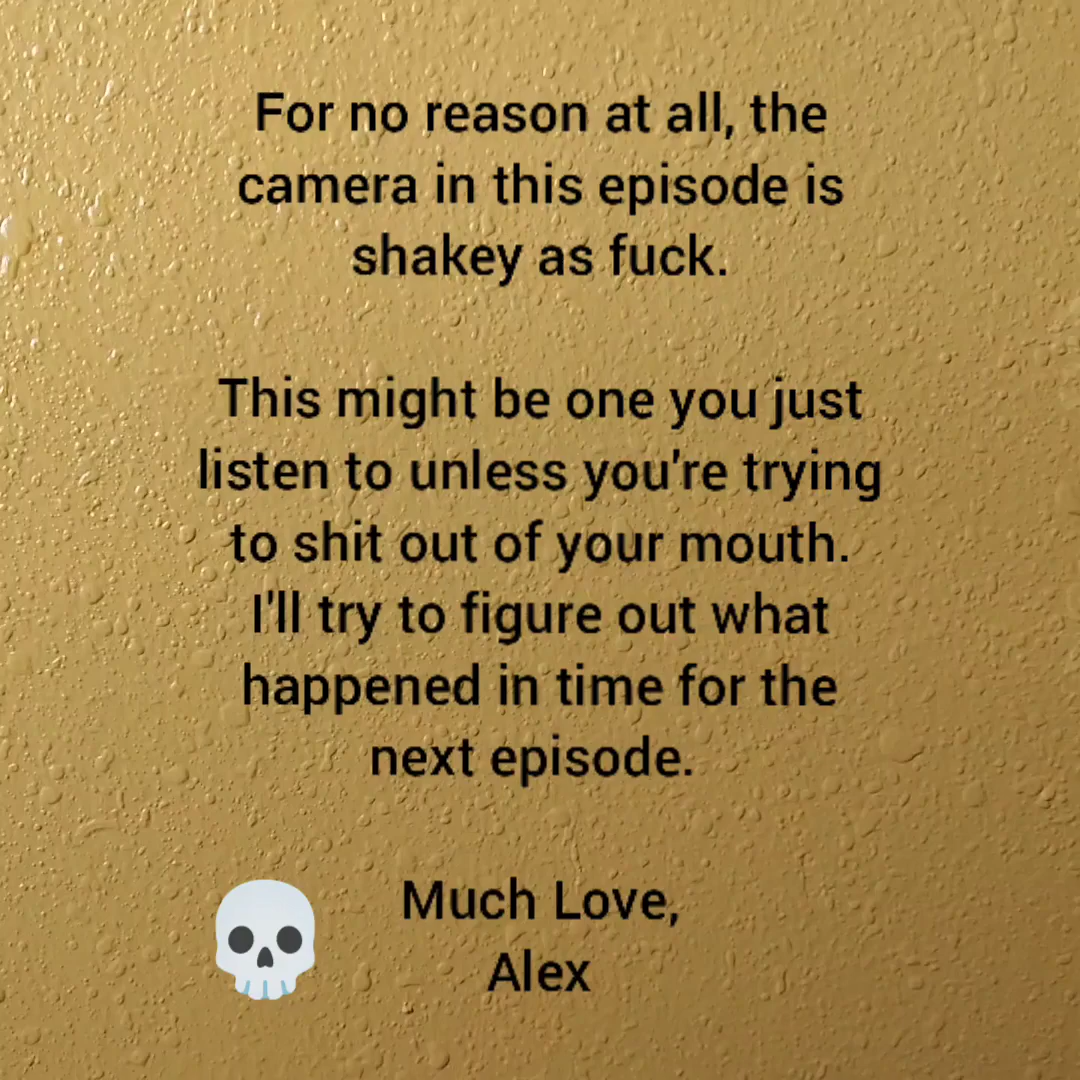 For no reason at all, the
camera in this episode is
shakey as fuck.
This might be one you just
listen to unless you're trying
to shit out of your mouth.
I'll try to figure out what
happened in time for the
next episode.
Much Love,
Alex